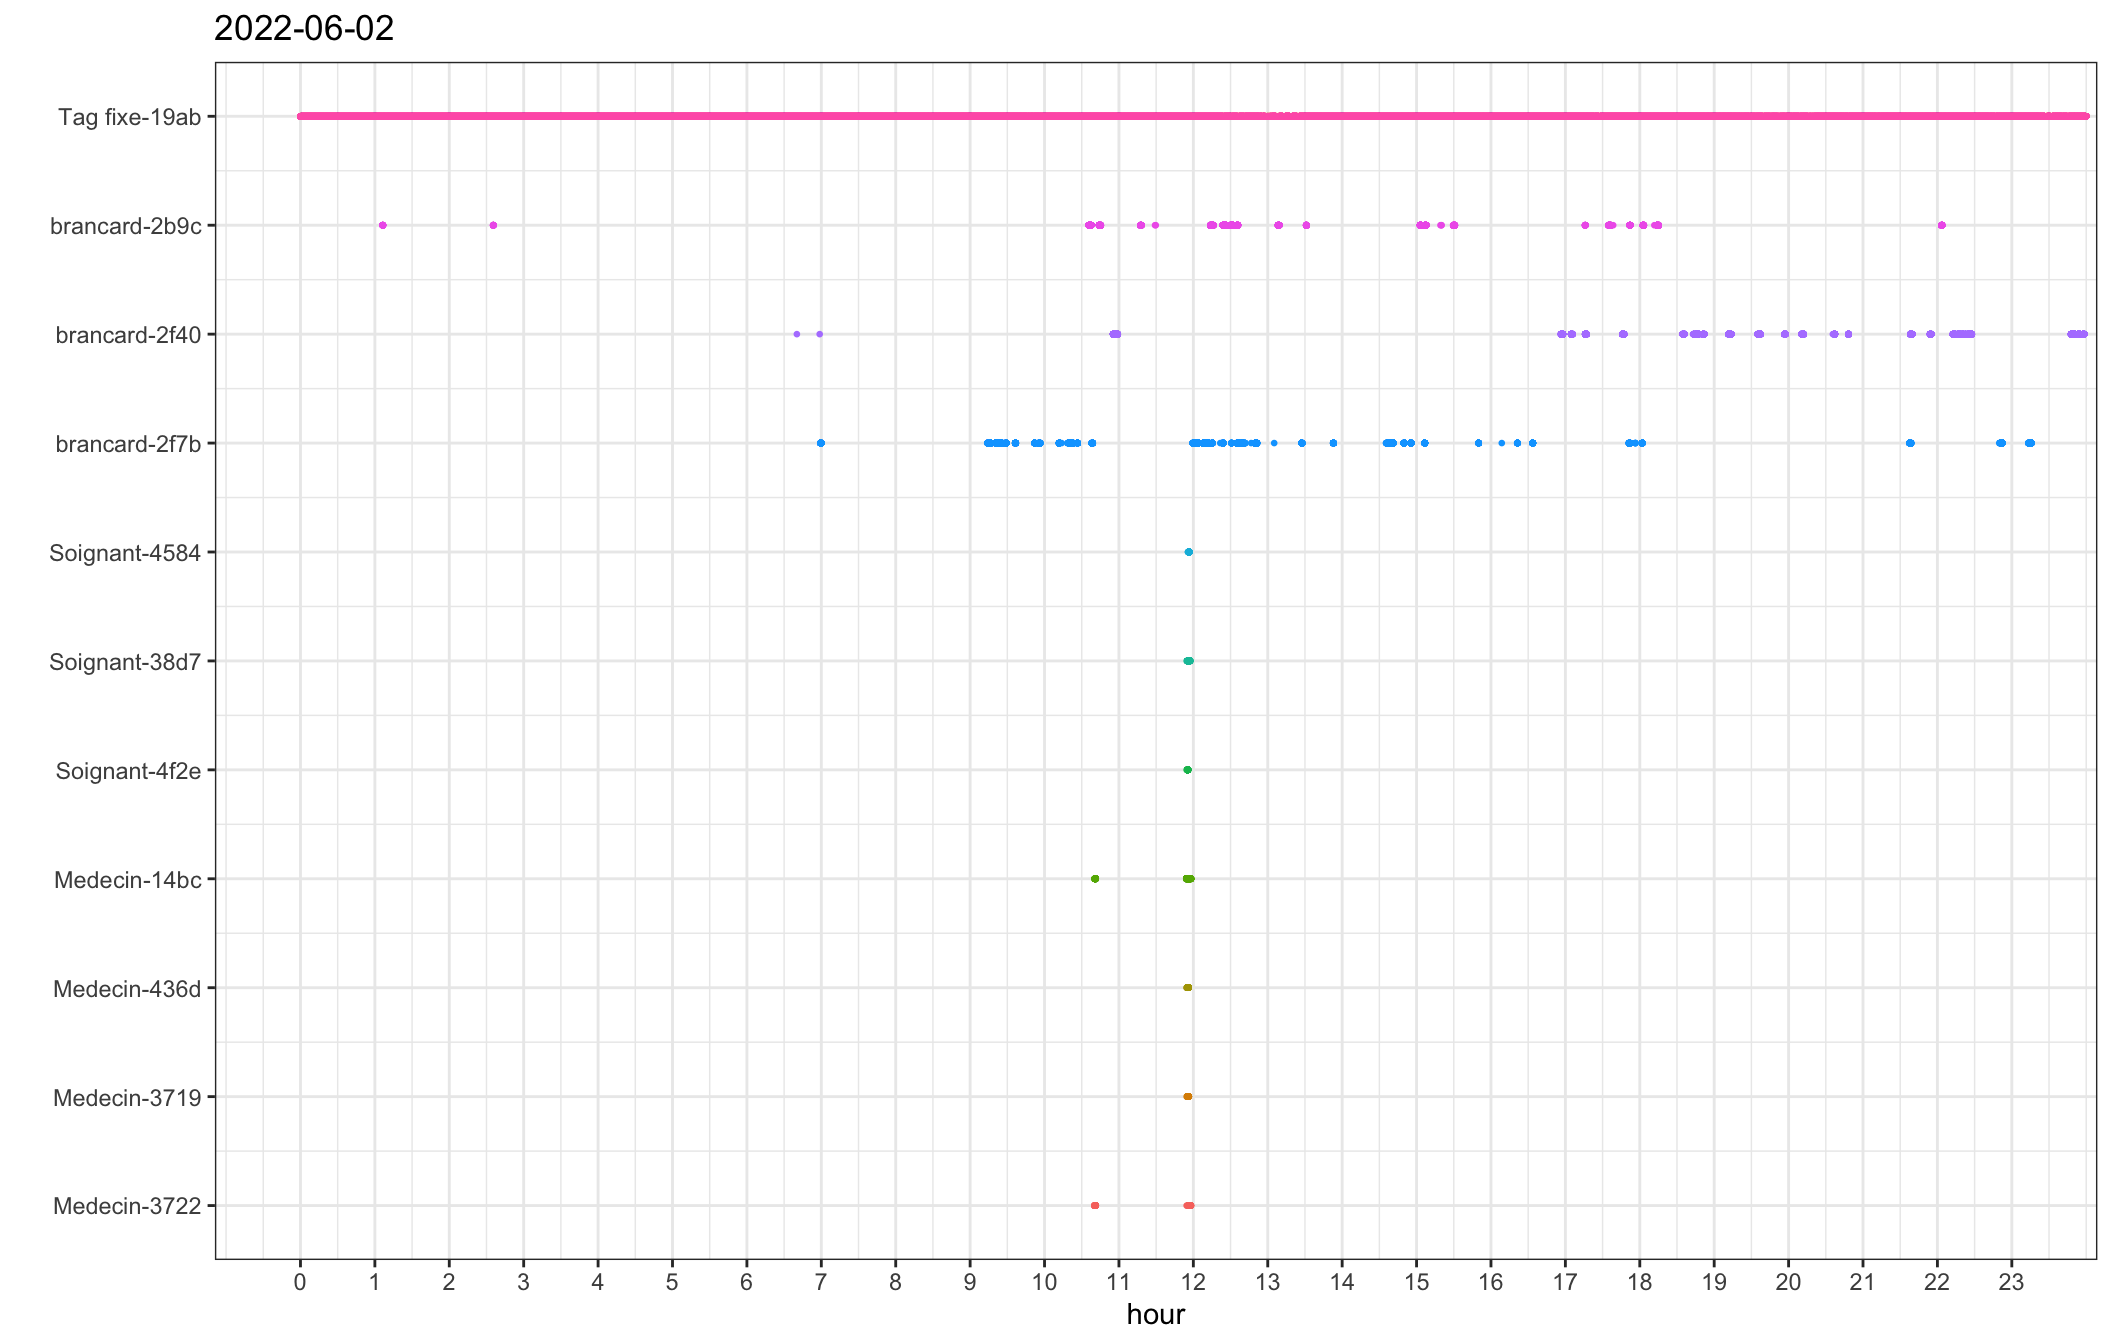 2022-06-02
Tag fixe-19ab
brancard-2b9c
brancard-2f40
brancard-2f7b
Soignant-4584
Soignant-38d7
Soignant-4f2e
Medecin-14bc
Medecin-436d
Medecin-3719
Medecin-3722
0 1 2 3 4 5 6 7 8 9 10 11 12 13 14 15 16 17 18 19 20 21 22 23
hour